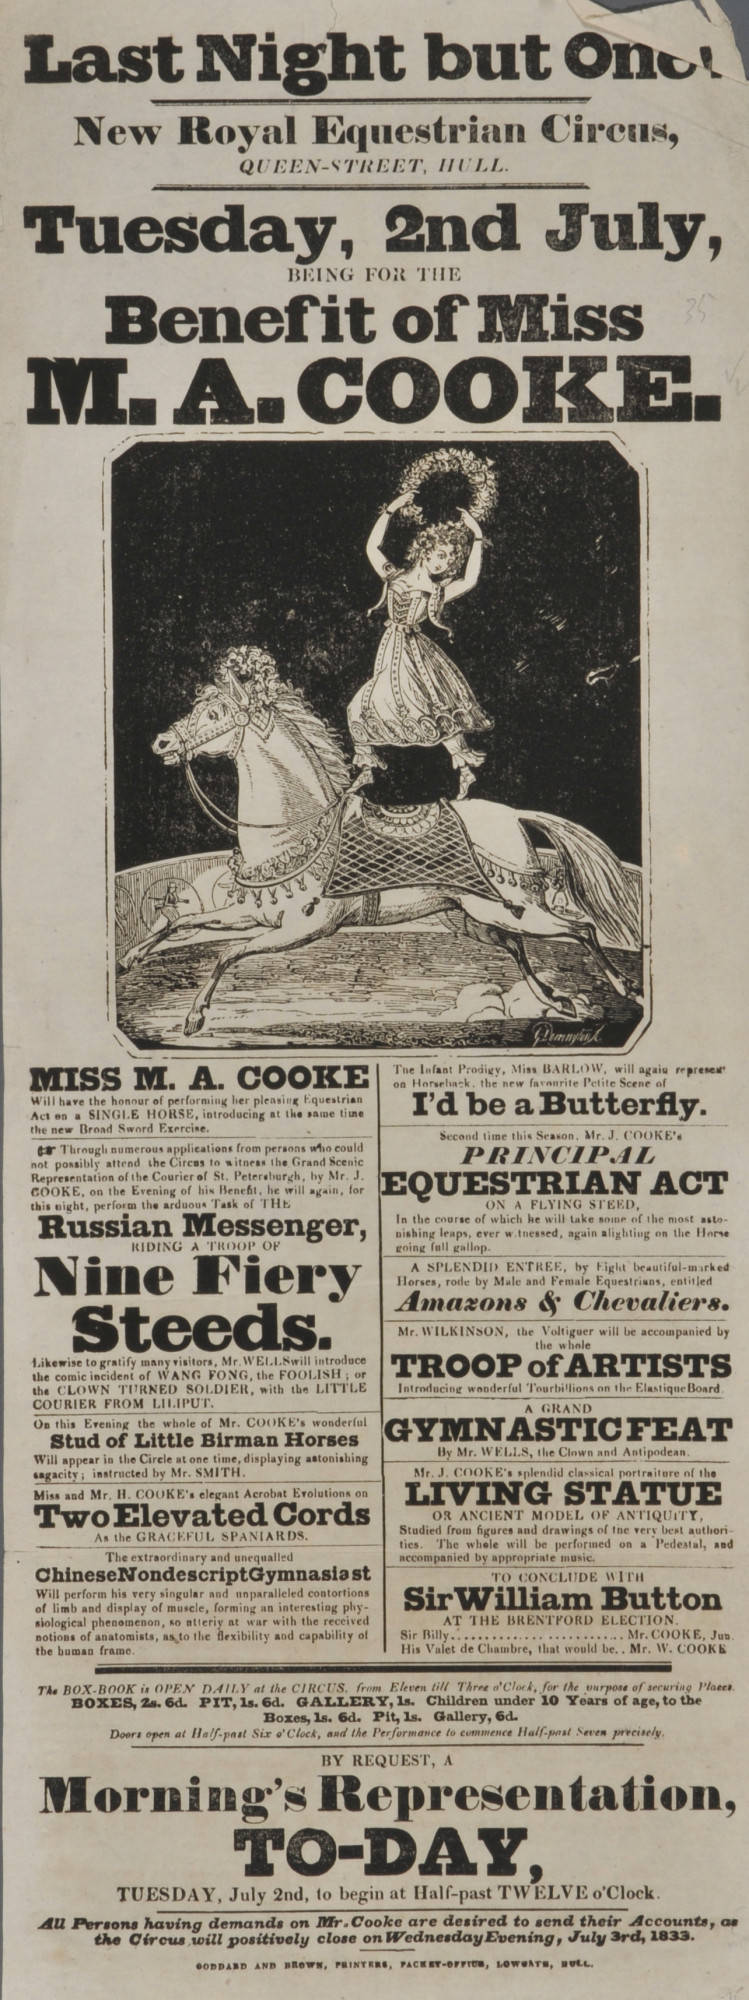 Last Night but One!
New Royal Equestrian Circus,
QUEEN-STREET, HULL.
Tuesday, 2nd July,
BEING FOR THE
Benefit of Miss
M. A. COOKE.
35
MISS M. A. COOKE
Will have the honour of performing her pleasing Equestrian
Act on a SINGLE HORSE, introducing at the same time
the new Broad Sword Exercise.
☞ Through numerous applications from persons who could
not possibly attend the Circus to witness the Grand Scenic
Representation of the Courier of St. Petersburgh, by Mr. J.
COOKE, on the Evening of his Benefit, he will again, for
this night, perform the arduous Task of THE
Russian Messenger,
RIDING A TROOP OF
Nine Fiery
Steeds.
Likewise to gratify many visitors, Mr. WELLS will introduce
the comic incident of WANG FONG, the FOOLISH; or
the CLOWN TURNED SOLDIER, with the LITTLE
COURIER FROM LILIPUT.
On this Evening the whole of Mr. COOKE's wonderful
Stud of Little Birman Horses
Will appear in the Circle at one time, displaying astonishing
sagacity; instructed by Mr. SMITH.
Miss and Mr. H. COOKE's elegant Acrobat Evolutions on
Two Elevated Cords
As the GRACEFUL SPANIARDS.
The extraordinary and unequalled
Chinese Nondescript Gymnasiast
Will perform his very singular and unparalleled contortions
of limb and display of muscle, forming an interesting phy-
siological phenomenon, so utterly at war with the received
notions of anatomists, as to the flexibility and capability of
the human frame.
The Infant Prodigy, Miss BARLOW, will again represent
on Horseback, the new favourite Petite Scene of
I'd be a Butterfly.
Second time this Season, Mr. J. COOKE's
PRINCIPAL
EQUESTRIAN ACT
ON A FLYING STEED,
In the course of which he will take some of the most asto-
nishing leaps, ever witnessed, again alighting on the Horse
going full gallop.
A SPLENDID ENTREE, by Eight beautiful-marked
Horses, rode by Male and Female Equestrians, entitled
Amazons & Chevaliers.
Mr. WILKINSON, the Voltiguer will be accompanied by
the whole
TROOP of ARTISTS
Introducing wonderful Tourbillions on the Elastique Board.
A GRAND
GYMNASTIC FEAT
By Mr. WELLS, the Clown and Antipodean.
Mr. J. COOKE's splendid classical portraiture of the
LIVING STATUE
OR ANCIENT MODEL OF ANTIQUITY,
Studied from figures and drawings of the very best authori-
ties. The whole will be performed on a Pedestal, and
accompanied by appropriate music.
TO CONCLUDE WITH
Sir William Button
AT THE BRENTFORD ELECTION.
Sir Billy........................ Mr. COOKE, Jun.
His Valet de Chambre, that would be.. Mr. W. COOKE
The BOX-BOOK is OPEN DAILY at the CIRCUS, from Eleven till Three o'Clock, for the purpose of securing Places.
BOXES, 2s. 6d. PIT, 1s. 6d. GALLERY, 1s. Children under 10 Years of age, to the
Boxes, 1s. 6d. Pit, 1s. Gallery, 6d.
Doors open at Half-past Six o'Clock, and the Performance to commence Half-past Seven precisely.
BY REQUEST, A
Morning's Representation,
TO-DAY,
TUESDAY, July 2nd, to begin at Half-past TWELVE o'Clock.
All Persons having demands on Mr. Cooke are desired to send their Accounts, as
the Circus will positively close on Wednesday Evening, July 3rd, 1833.
GODDARD AND BROWN, PRINTERS, PACKET-OFFICE, LOWGATE, HULL.